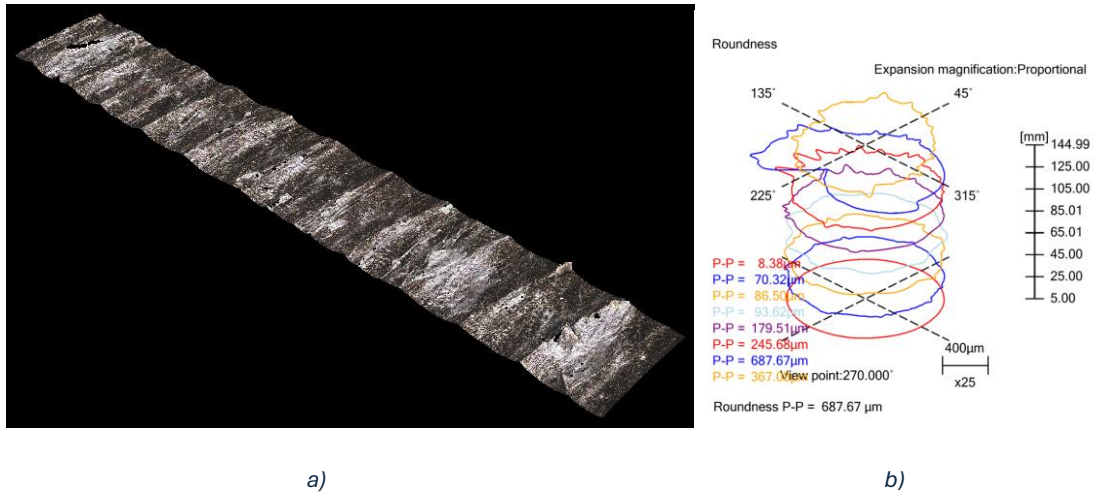 Roundness
Expansion magnification:Proportional
135°
45°
[mm]
144.99
125.00
225°
315°
105.00
85.01
65.01
45.00
25.00
5.00
P-P = 8.38µm
P-P = 70.32µm
P-P = 86.50µm
P-P = 93.62µm
P-P = 179.51µm
P-P = 245.68µm
P-P = 687.67µm
P-P =
View point:270.000°
400µm
x25
Roundness P-P = 687.67 µm
a)
b)